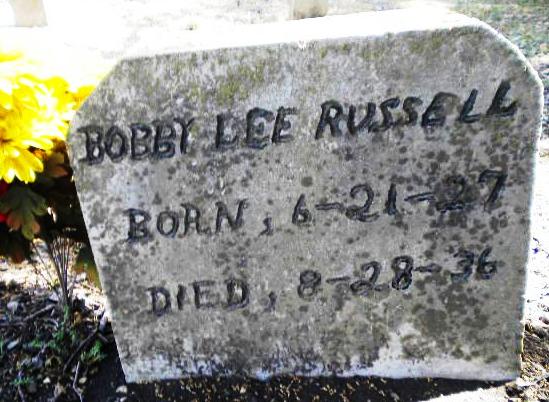 BOBBY LEE RUSSELL
BORN, 6-21-27
DIED, 8-28-36